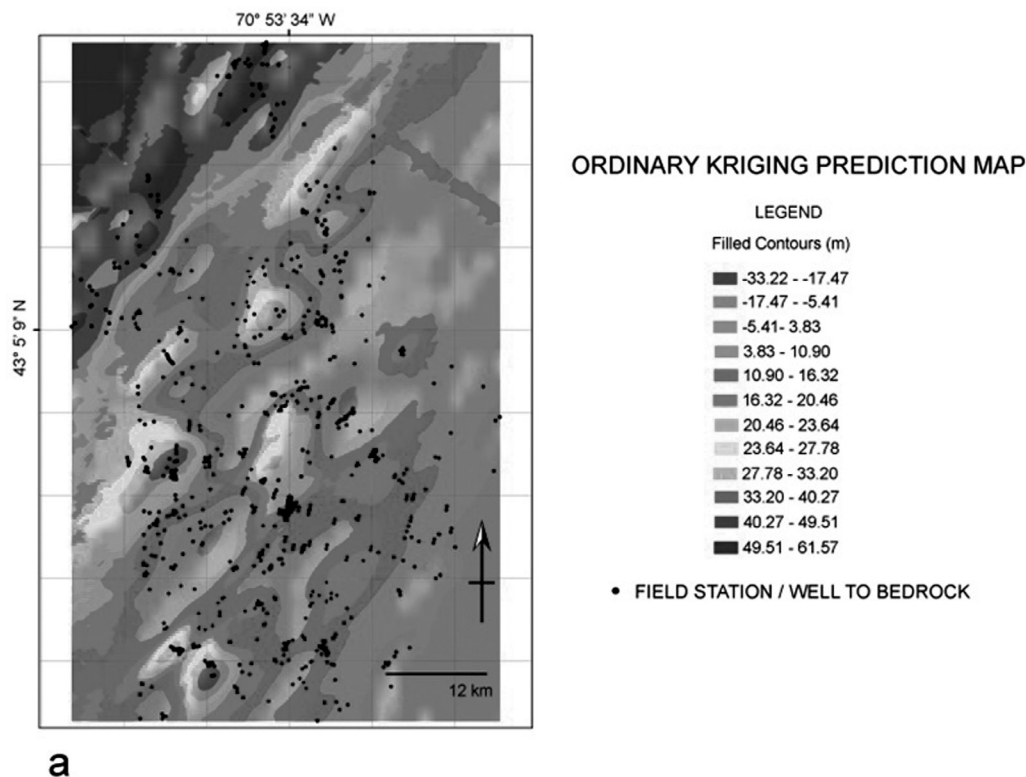 70° 53' 34" W
43° 5' 9" N
ORDINARY KRIGING PREDICTION MAP
LEGEND
Filled Contours (m)
-33.22 - -17.47
-17.47 - -5.41
-5.41- 3.83
3.83 - 10.90
10.90 - 16.32
16.32 - 20.46
20.46 - 23.64
23.64 - 27.78
27.78 - 33.20
33.20 - 40.27
40.27 - 49.51
49.51 - 61.57
FIELD STATION / WELL TO BEDROCK
12 km
a